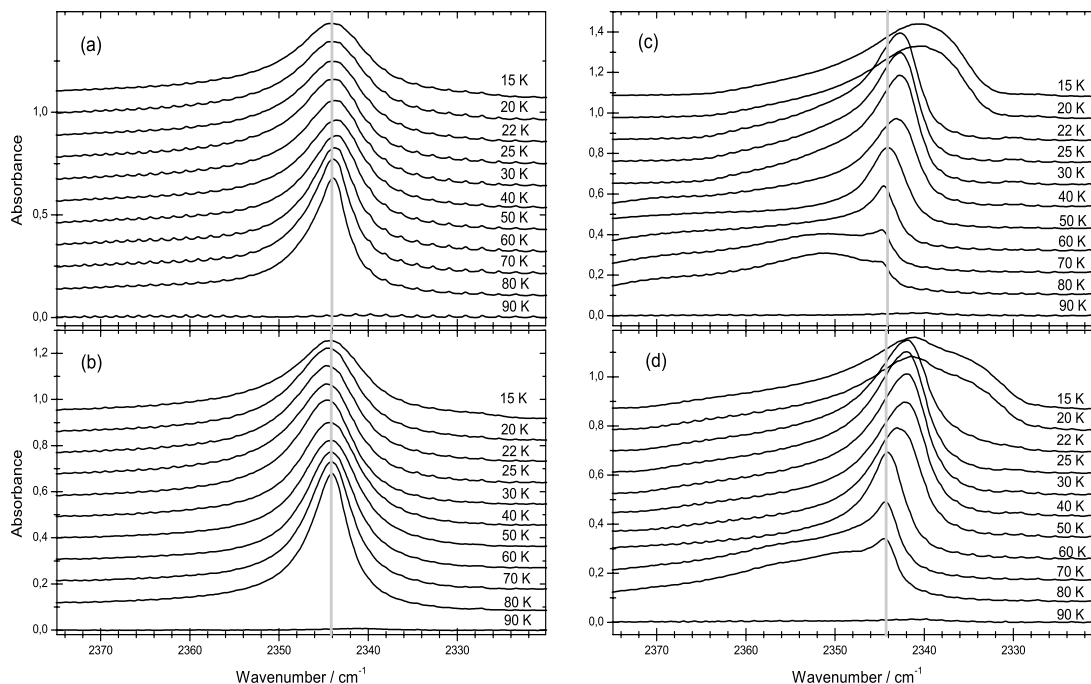 (a)
15 K
20 K
22 K
25 K
30 K
40 K
50 K
60 K
70 K
80 K
90 K
1,0
0,5
0,0
Absorbance
(b)
15 K
20 K
22 K
25 K
30 K
40 K
50 K
60 K
70 K
80 K
90 K
1,2
1,0
0,8
0,6
0,4
0,2
0,0
Absorbance
2370 2360 2350 2340 2330
Wavenumber / cm-1
(c)
15 K
20 K
22 K
25 K
30 K
40 K
50 K
60 K
70 K
80 K
90 K
1,4
1,2
1,0
0,8
0,6
0,4
0,2
0,0
(d)
15 K
20 K
22 K
25 K
30 K
40 K
50 K
60 K
70 K
80 K
90 K
1,0
0,8
0,6
0,4
0,2
0,0
2370 2360 2350 2340 2330
Wavenumber / cm-1